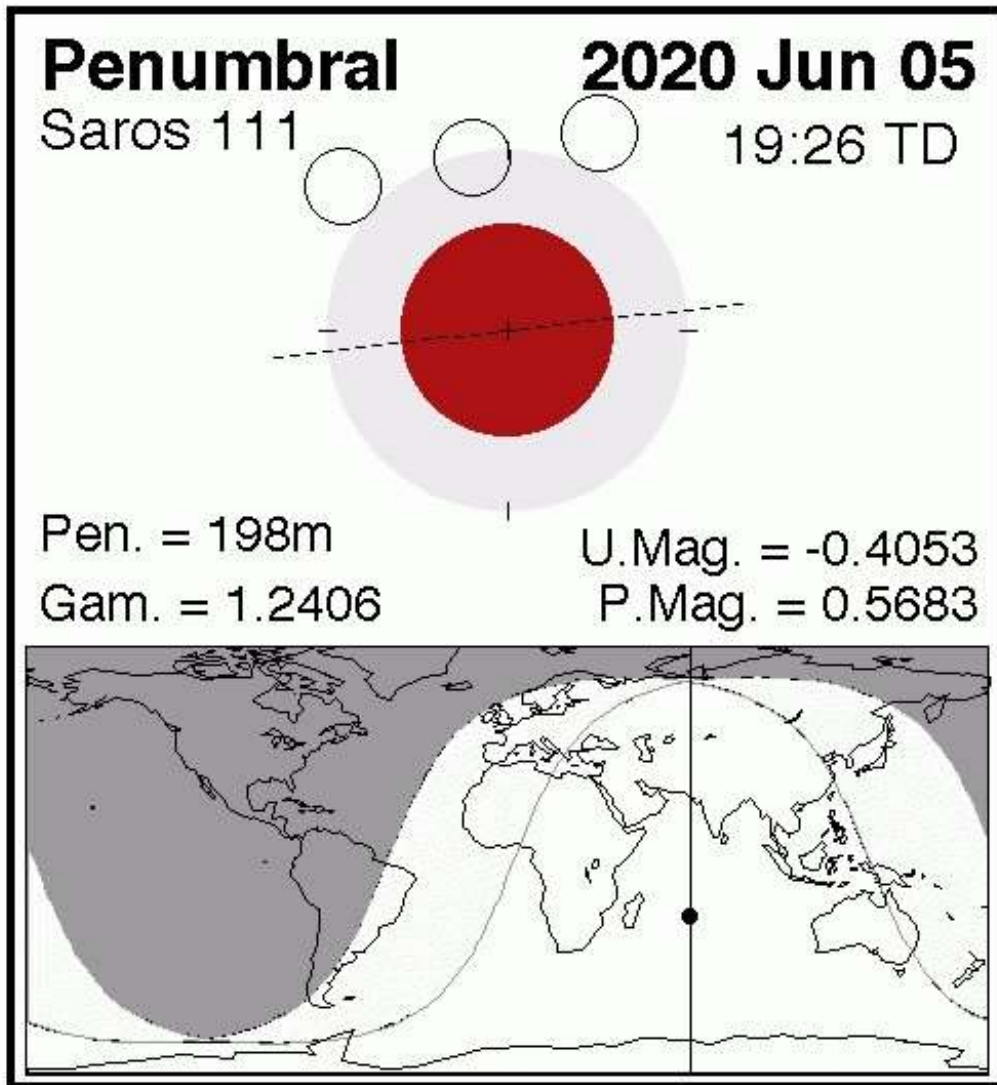 Penumbral 2020 Jun 05
Saros 111 19:26 TD
Pen. = 198m U.Mag. = -0.4053
Gam. = 1.2406 P.Mag. = 0.5683